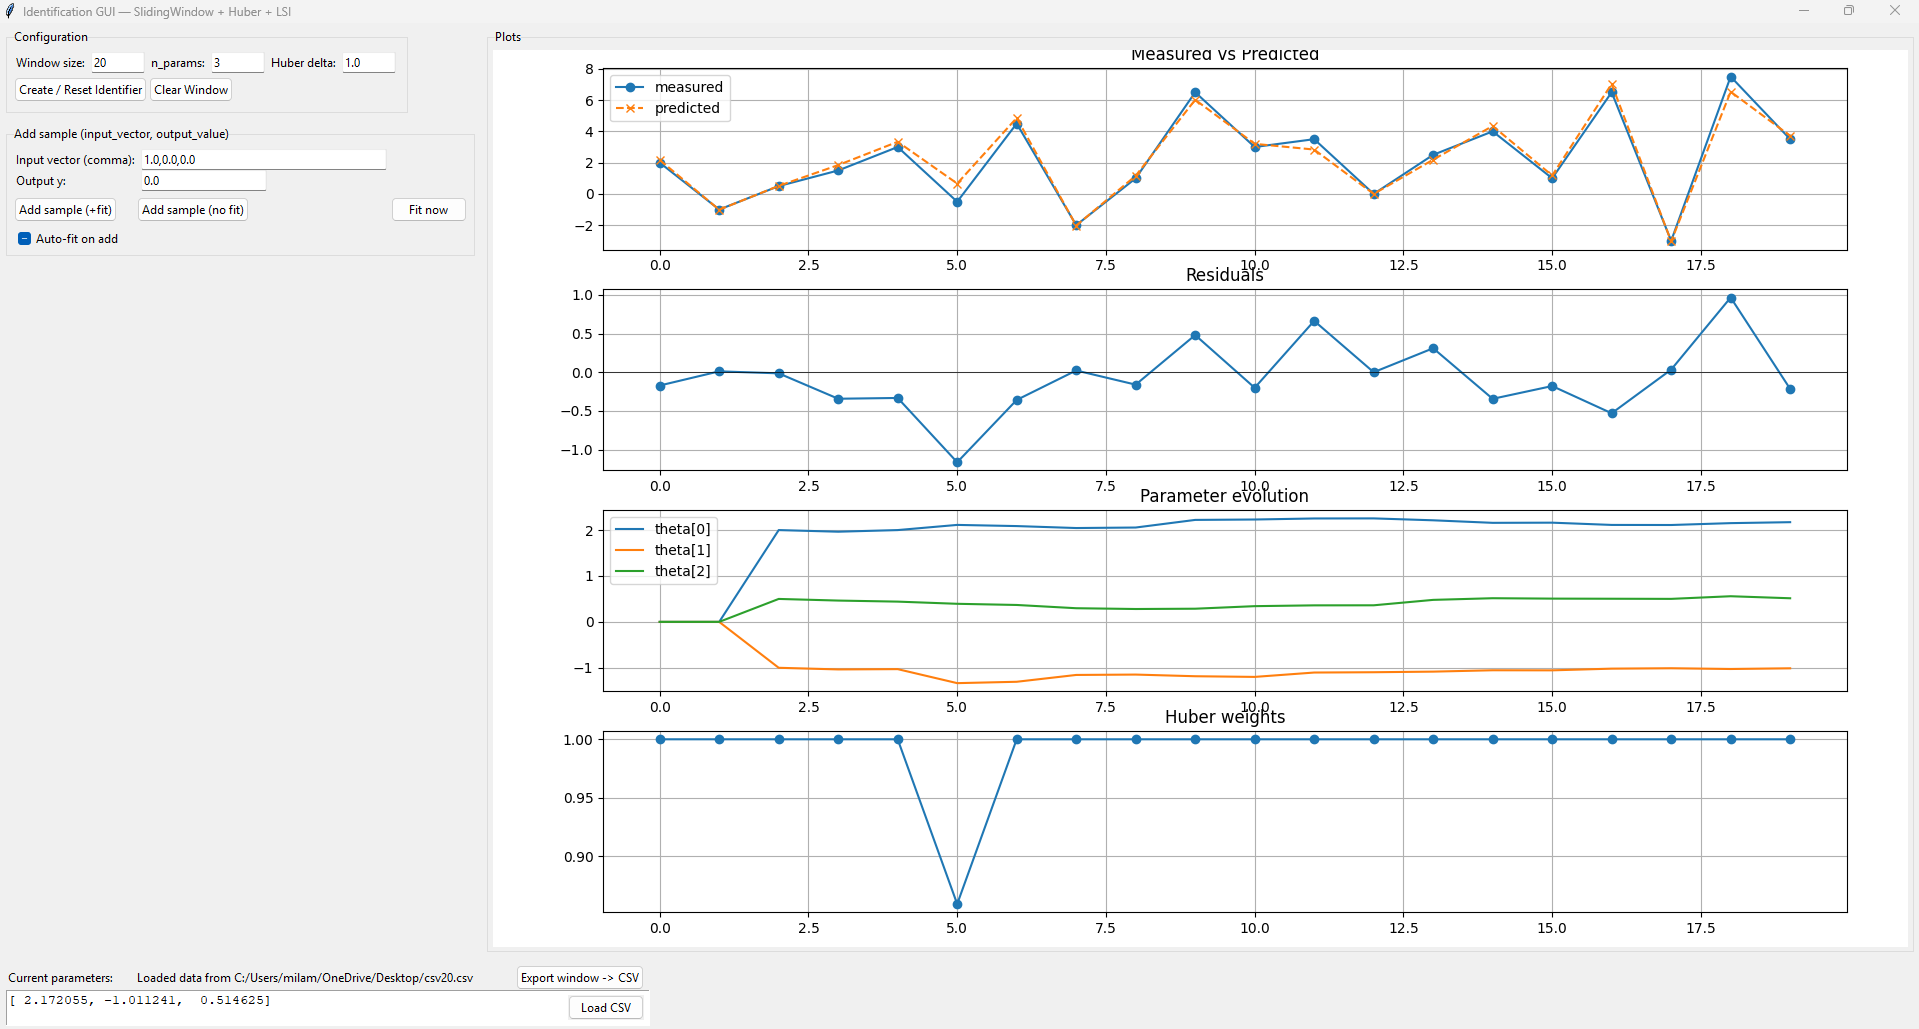 Identification GUI — SlidingWindow + Huber + LSI
Configuration
Window size: 20 n_params: 3 Huber delta: 1.0
Create / Reset Identifier Clear Window
Add sample (input_vector, output_value)
Input vector (comma): 1.0,0.0,0.0
Output y: 0.0
Add sample (+fit) Add sample (no fit) Fit now
Auto-fit on add
Plots
Measured vs Predicted
measured
predicted
8
6
4
2
0
−2
0.0 2.5 5.0 7.5 10.0 12.5 15.0 17.5
Residuals
1.0
0.5
0.0
−0.5
−1.0
0.0 2.5 5.0 7.5 10.0 12.5 15.0 17.5
Parameter evolution
theta[0]
theta[1]
theta[2]
2
1
0
−1
0.0 2.5 5.0 7.5 10.0 12.5 15.0 17.5
Huber weights
1.00
0.95
0.90
0.0 2.5 5.0 7.5 10.0 12.5 15.0 17.5
Current parameters: Loaded data from C:/Users/milam/OneDrive/Desktop/csv20.csv Export window -> CSV
[ 2.172055, -1.011241, 0.514625]
Load CSV